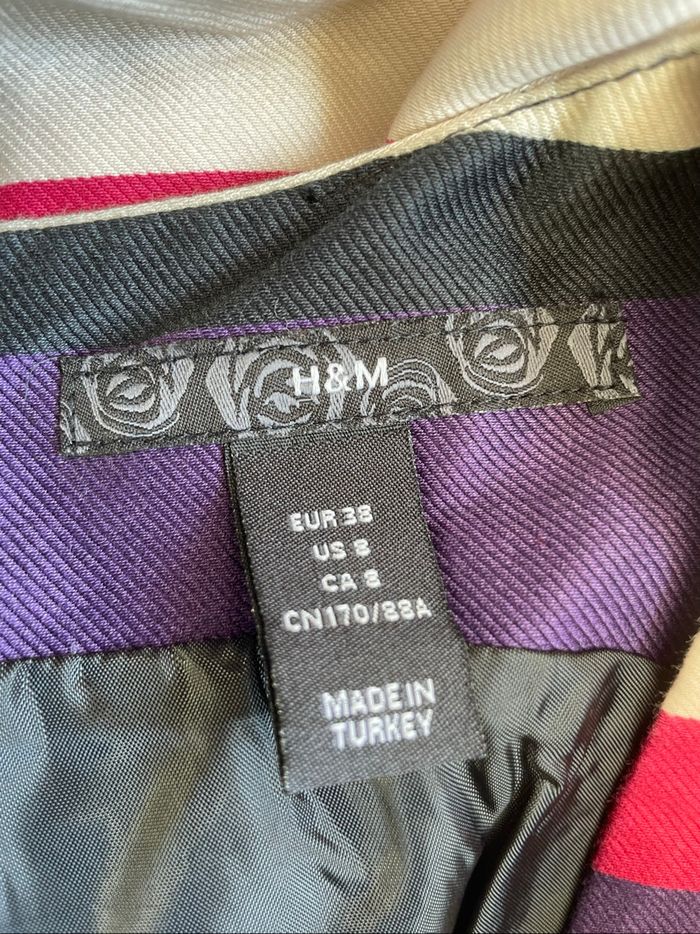 H&M
EUR 38
US 8
CA 8
CN170/88A
MADE IN
TURKEY